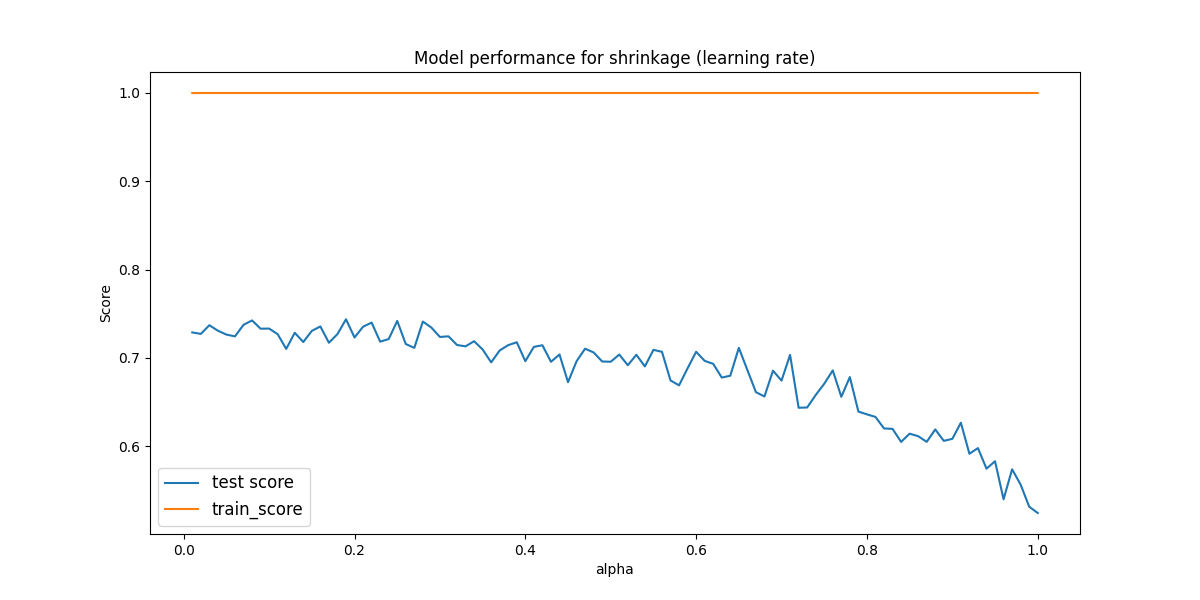 Model performance for shrinkage (learning rate)
1.0
0.9
0.8
0.7
0.6
Score
test score
train_score
0.0 0.2 0.4 0.6 0.8 1.0
alpha